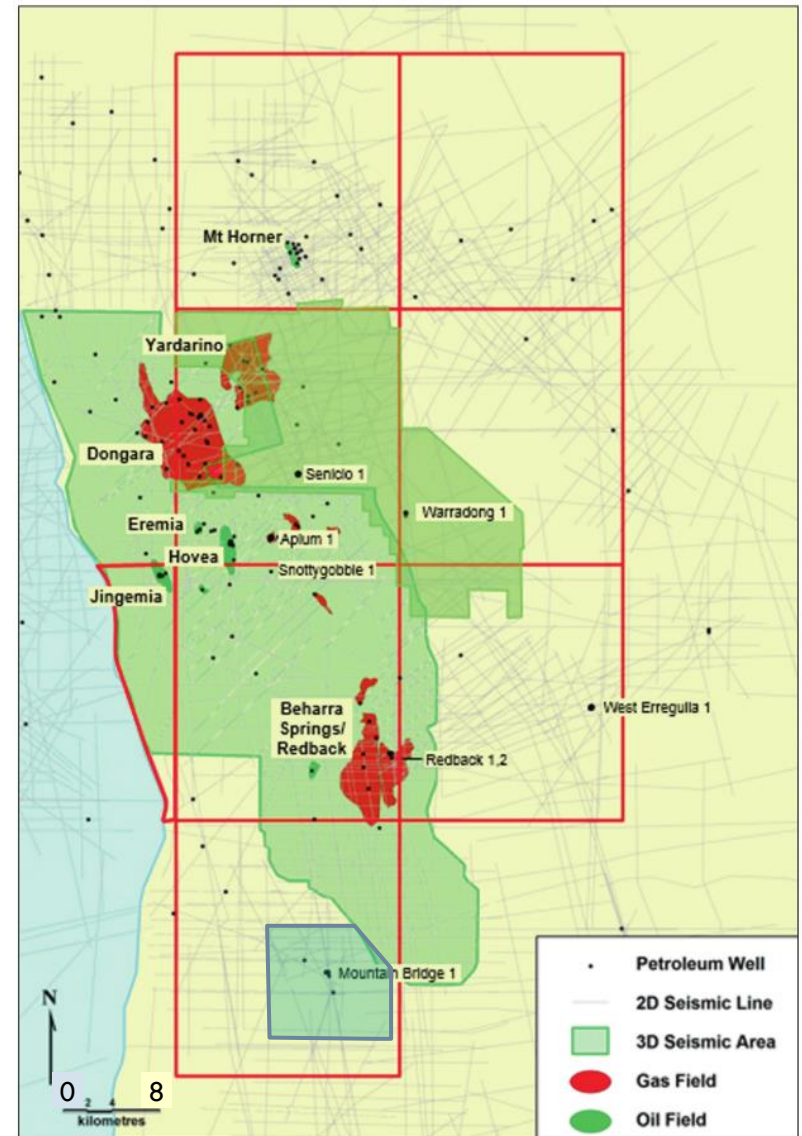 Mt Horner
Yardarino
Dongara
Senicio 1
Warradong 1
Eremia
Apium 1
Hovea
Snottygobble 1
Jingemia
Beharra
Springs/
Redback
West Erregulla 1
Redback 1,2
Mountain Bridge 1
N
0 2 4 8
kilometres
Petroleum Well
2D Seismic Line
3D Seismic Area
Gas Field
Oil Field